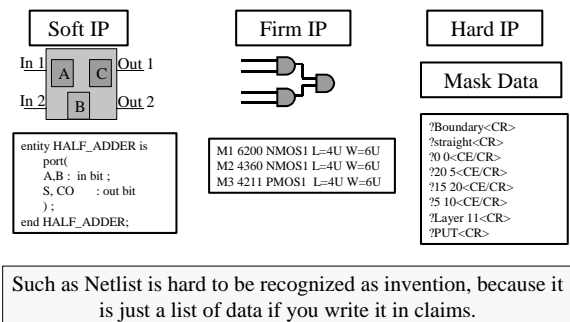 Soft IP
Firm IP
Hard IP
In 1
Out 1
A
C
In 2
B
Out 2
Mask Data
entity HALF_ADDER is
port(
A,B : in bit ;
S, CO : out bit
) ;
end HALF_ADDER;
M1 6200 NMOS1 L=4U W=6U
M2 4360 NMOS1 L=4U W=6U
M3 4211 PMOS1 L=4U W=6U
?Boundary<CR>
?straight<CR>
?0 0<CE/CR>
?20 5<CE/CR>
?15 20<CE/CR>
?5 10<CE/CR>
?Layer 11<CR>
?PUT<CR>
Such as Netlist is hard to be recognized as invention, because it
is just a list of data if you write it in claims.